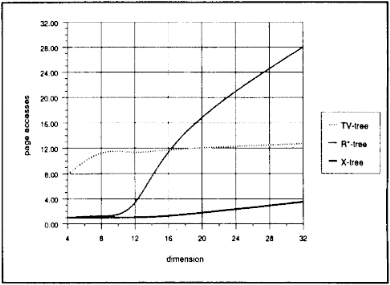 32.00
28.00
24.00
20.00
16.00
12.00
8.00
4.00
0.00
page accesses
4 8 12 16 20 24 28 32
dimension
TV-tree
R*-tree
X-tree